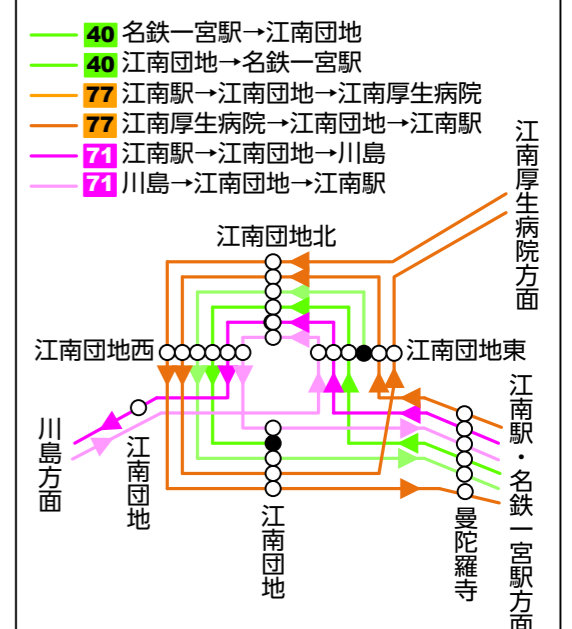 40 名鉄一宮駅→江南団地
40 江南団地→名鉄一宮駅
77 江南駅→江南団地→江南厚生病院
77 江南厚生病院→江南団地→江南駅
71 江南駅→江南団地→川島
71 川島→江南団地→江南駅
江南厚生病院方面
江南団地北
江南団地西
江南団地東
川島方面
江南団地
江南団地
曼陀羅寺
江南駅・名鉄一宮駅方面